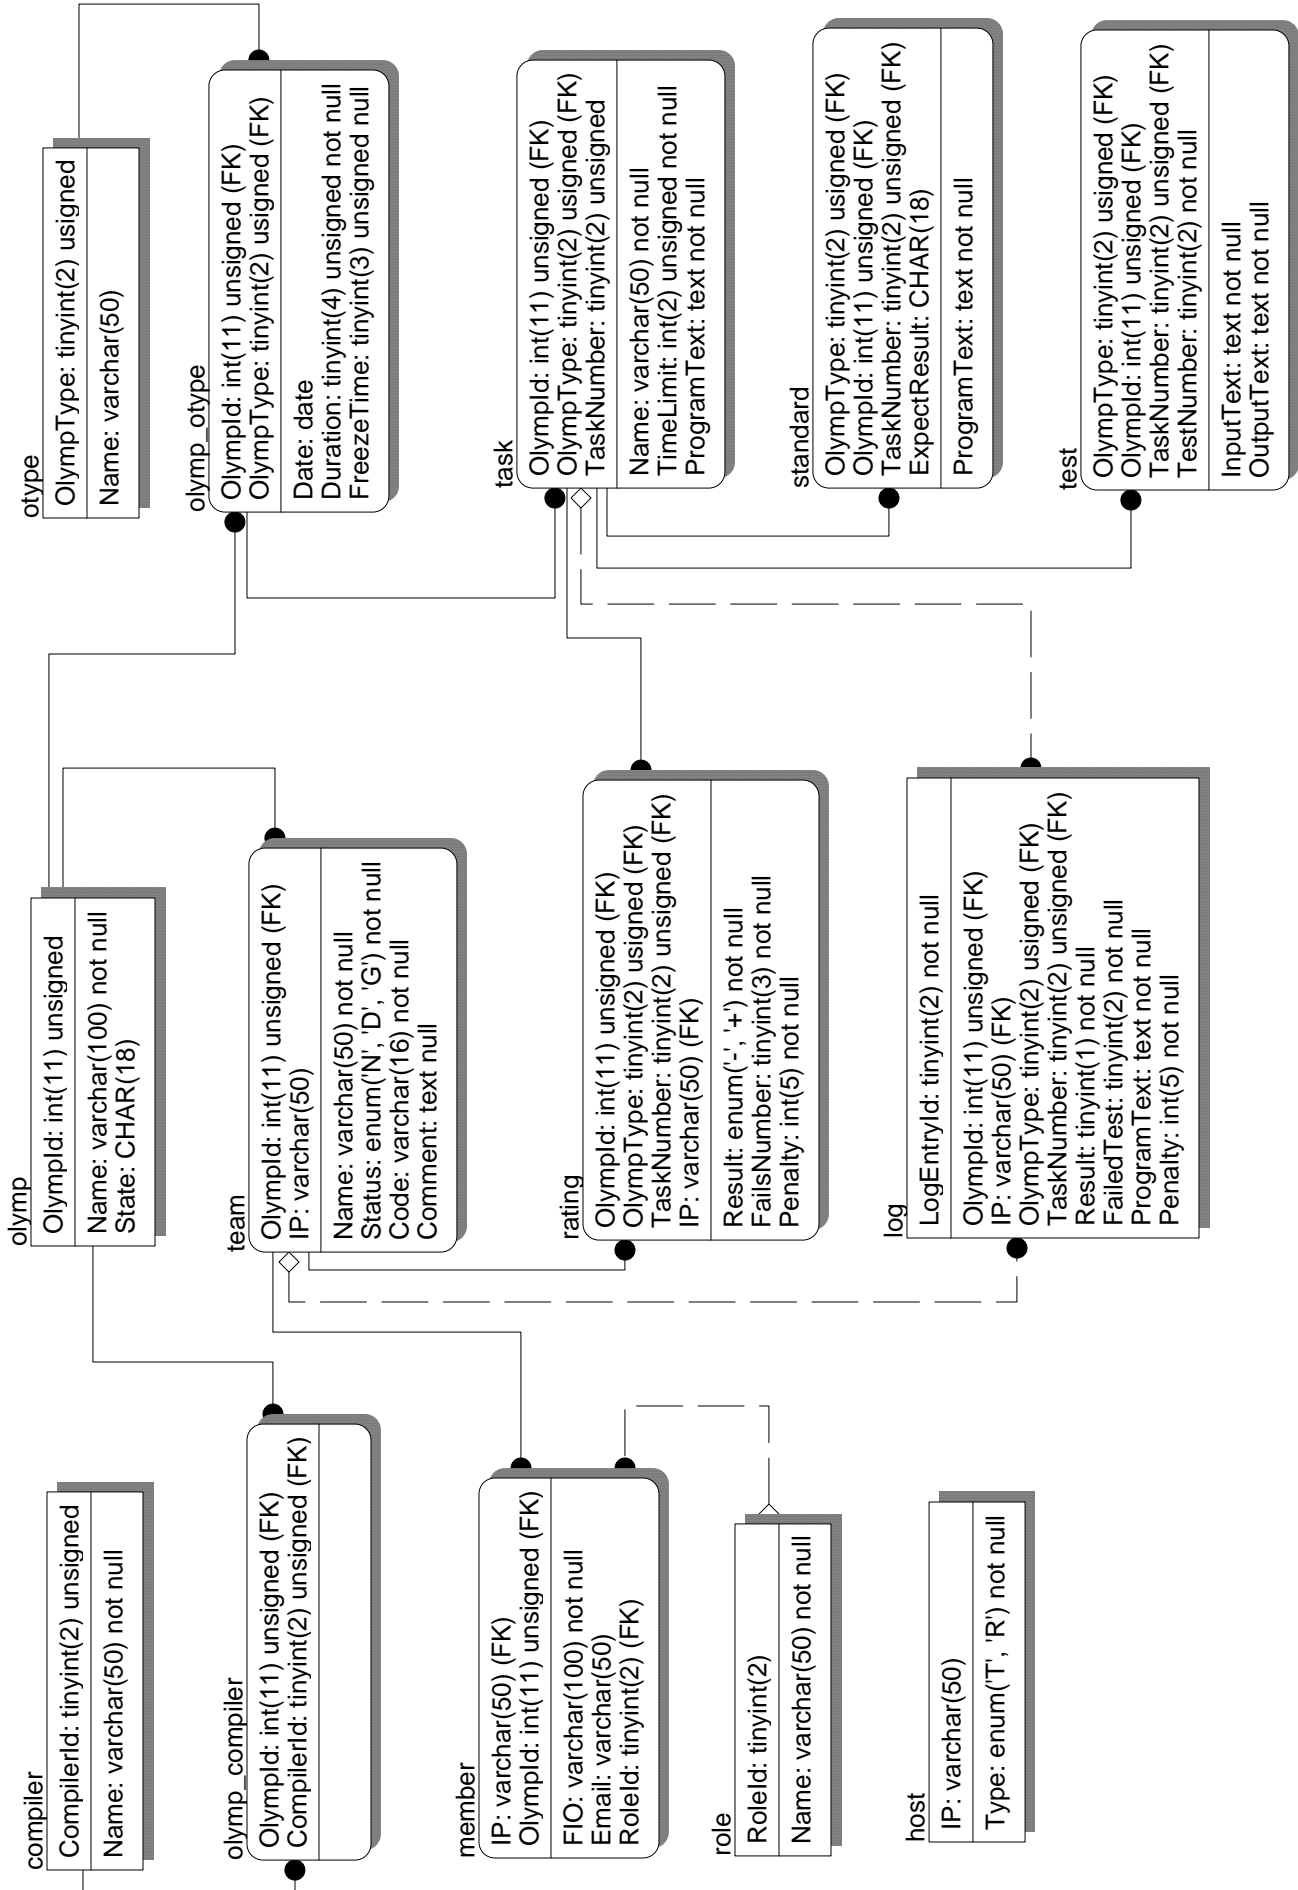 compiler
CompilerId: tinyint(2) unsigned
Name: varchar(50) not null
olymp_compiler
OlympId: int(11) unsigned (FK)
CompilerId: tinyint(2) unsigned (FK)
member
IP: varchar(50) (FK)
OlympId: int(11) unsigned (FK)
FIO: varchar(100) not null
Email: varchar(50)
RoleId: tinyint(2) (FK)
role
RoleId: tinyint(2)
Name: varchar(50) not null
host
IP: varchar(50)
Type: enum('T', 'R') not null
olymp
OlympId: int(11) unsigned
Name: varchar(100) not null
State: CHAR(18)
team
OlympId: int(11) unsigned (FK)
IP: varchar(50)
Name: varchar(50) not null
Status: enum('N', 'D', 'G') not null
Code: varchar(16) not null
Comment: text null
rating
OlympId: int(11) unsigned (FK)
OlympType: tinyint(2) usigned (FK)
TaskNumber: tinyint(2) unsigned (FK)
IP: varchar(50) (FK)
Result: enum('-', '+') not null
FailsNumber: tinyint(3) not null
Penalty: int(5) not null
log
LogEntryId: tinyint(2) not null
OlympId: int(11) unsigned (FK)
IP: varchar(50) (FK)
OlympType: tinyint(2) usigned (FK)
TaskNumber: tinyint(2) unsigned (FK)
Result: tinyint(1) not null
FailedTest: tinyint(2) not null
ProgramText: text not null
Penalty: int(5) not null
otype
OlympType: tinyint(2) usigned
Name: varchar(50)
olymp_otype
OlympId: int(11) unsigned (FK)
OlympType: tinyint(2) usigned (FK)
Date: date
Duration: tinyint(4) unsigned not null
FreezeTime: tinyint(3) unsigned null
task
OlympId: int(11) unsigned (FK)
OlympType: tinyint(2) usigned (FK)
TaskNumber: tinyint(2) unsigned
Name: varchar(50) not null
TimeLimit: int(2) unsigned not null
ProgramText: text not null
standard
OlympType: tinyint(2) usigned (FK)
OlympId: int(11) unsigned (FK)
TaskNumber: tinyint(2) unsigned (FK)
ExpectResult: CHAR(18)
ProgramText: text not null
test
OlympType: tinyint(2) usigned (FK)
OlympId: int(11) unsigned (FK)
TaskNumber: tinyint(2) unsigned (FK)
TestNumber: tinyint(2) not null
InputText: text not null
OutputText: text not null